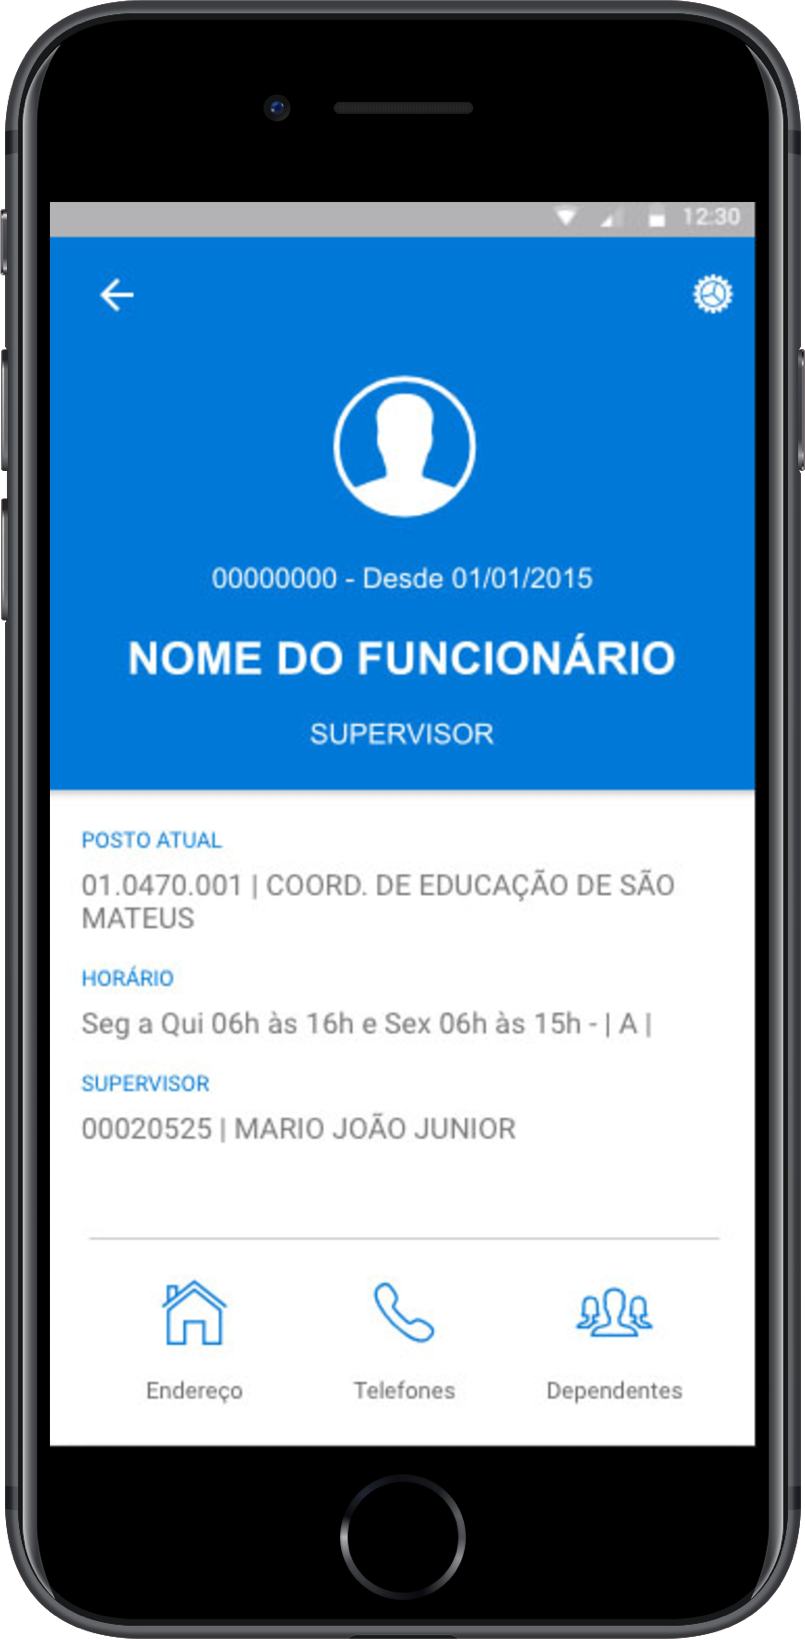 12:30
00000000 - Desde 01/01/2015
NOME DO FUNCIONÁRIO
SUPERVISOR
POSTO ATUAL
01.0470.001 | COORD. DE EDUCAÇÃO DE SÃO
MATEUS
HORÁRIO
Seg a Qui 06h às 16h e Sex 06h às 15h - | A |
SUPERVISOR
00020525 | MARIO JOÃO JUNIOR
Endereço
Telefones
Dependentes